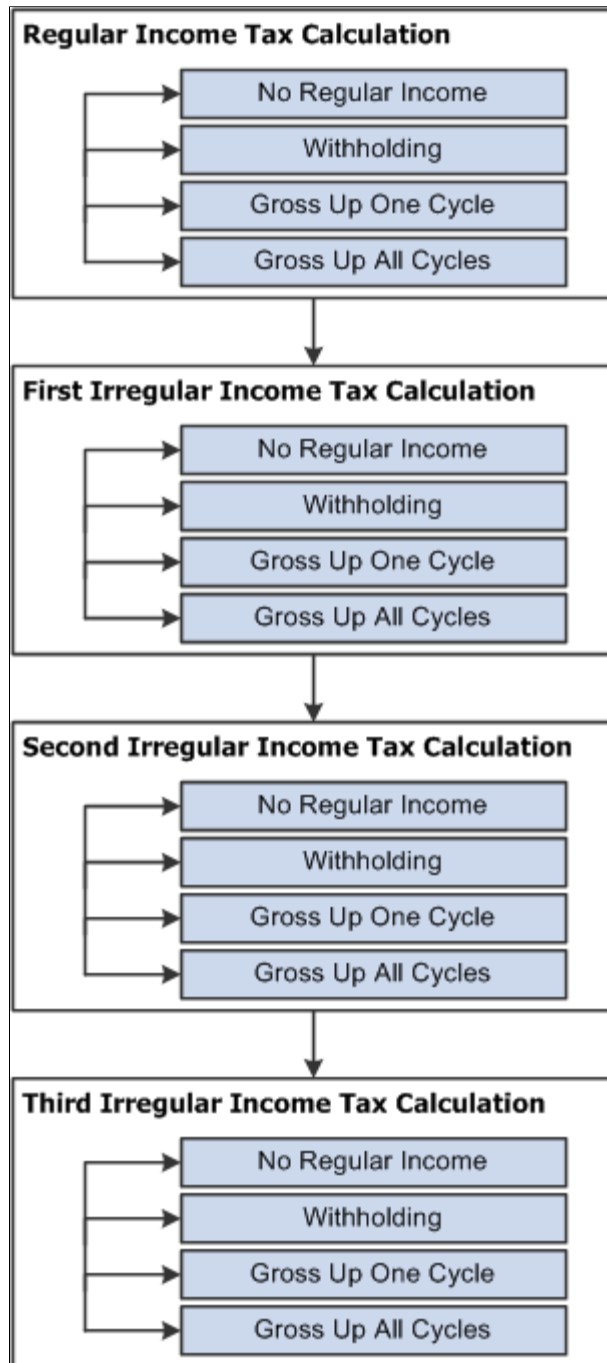 Regular Income Tax Calculation
No Regular Income
Withholding
Gross Up One Cycle
Gross Up All Cycles
First Irregular Income Tax Calculation
No Regular Income
Withholding
Gross Up One Cycle
Gross Up All Cycles
Second Irregular Income Tax Calculation
No Regular Income
Withholding
Gross Up One Cycle
Gross Up All Cycles
Third Irregular Income Tax Calculation
No Regular Income
Withholding
Gross Up One Cycle
Gross Up All Cycles